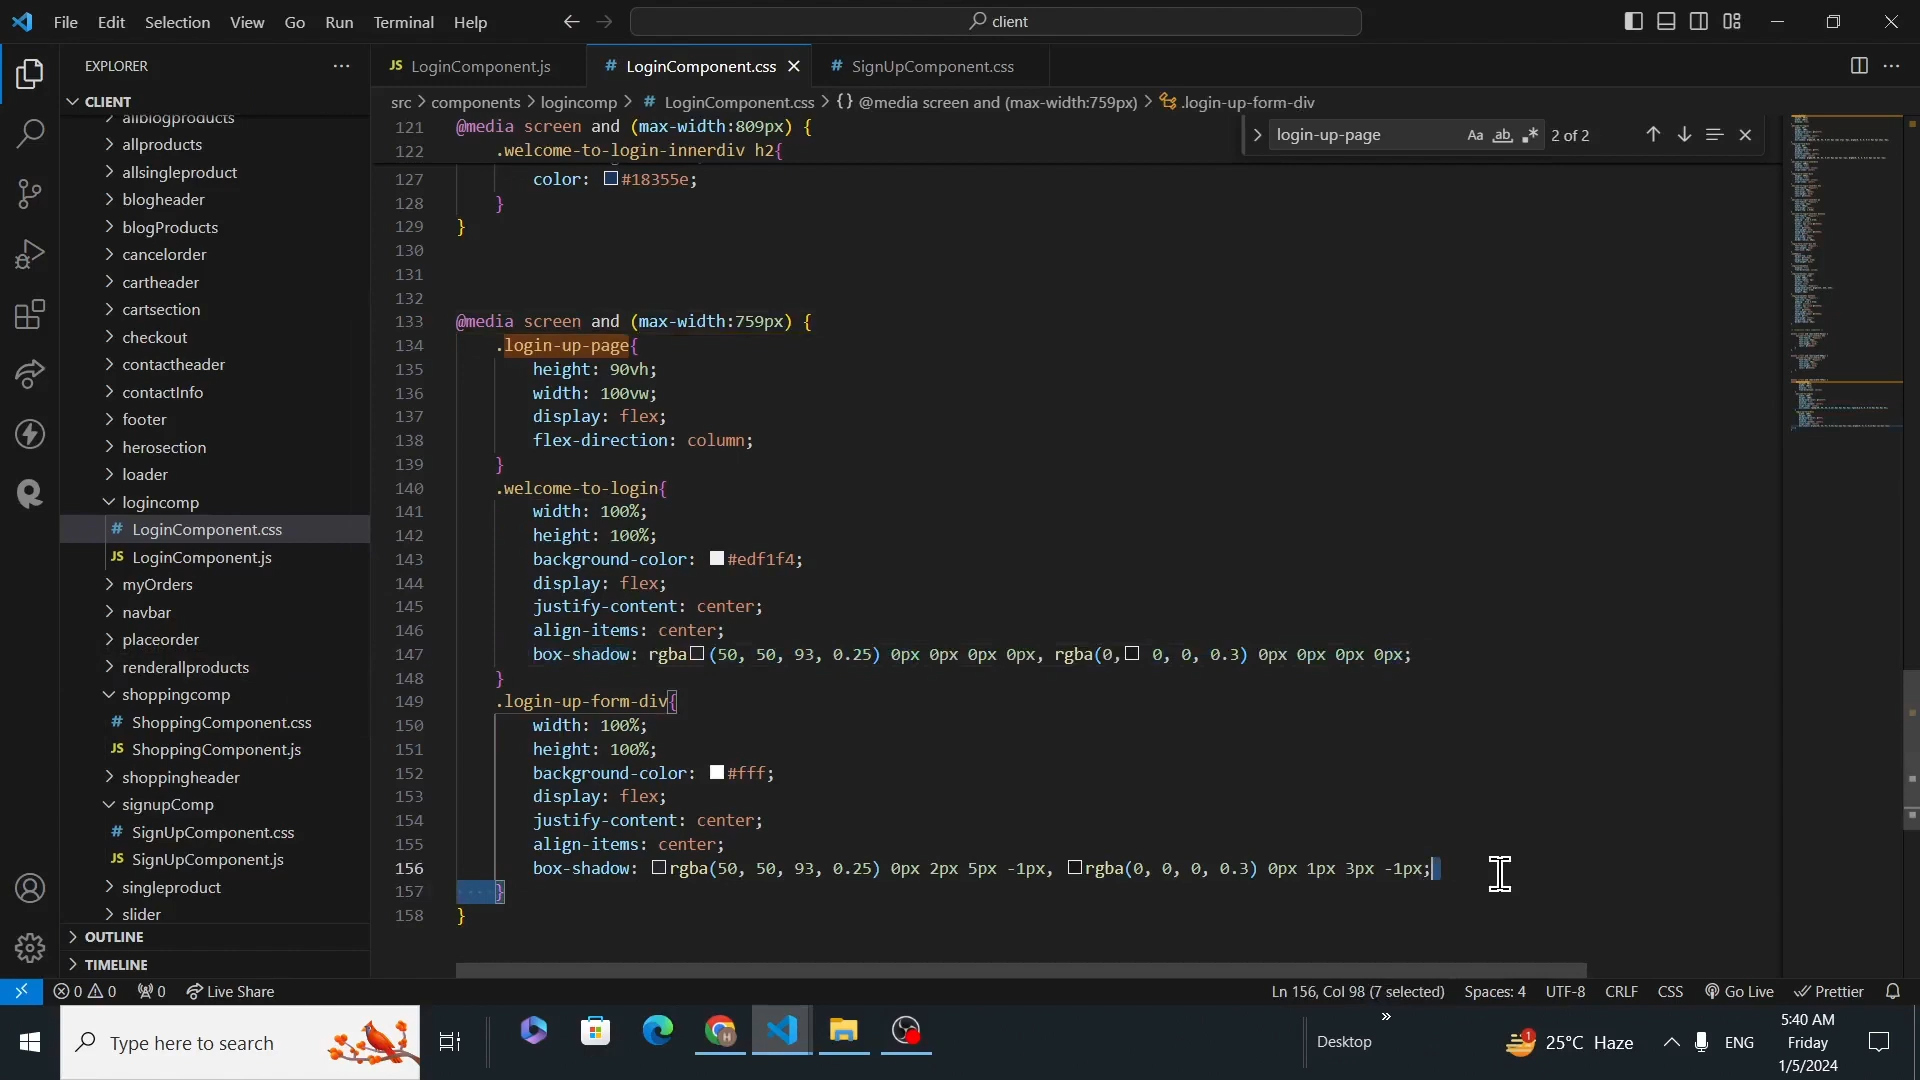 File Edit Selection View Go Run Terminal Help
client
EXPLORER
CLIENT
allblogproducts
allproducts
allsingleproduct
blogheader
blogProducts
cancelorder
cartheader
cartsection
checkout
contactheader
contactInfo
footer
herosection
loader
logincomp
# LoginComponent.css
JS LoginComponent.js
myOrders
navbar
placeorder
renderallproducts
shoppingcomp
# ShoppingComponent.css
JS ShoppingComponent.js
shoppingheader
signupComp
# SignUpComponent.css
JS SignUpComponent.js
singleproduct
slider
OUTLINE
TIMELINE
JS LoginComponent.js # LoginComponent.css # SignUpComponent.css
src > components > logincomp > # LoginComponent.css > {} @media screen and (max-width:759px) > .login-up-form-div
login-up-page Aa ab 2 of 2
121 @media screen and (max-width:809px) {
122 .welcome-to-login-innerdiv h2{
127 color: #18355e;
128 }
129 }
130
131
132
133 @media screen and (max-width:759px) {
134 .login-up-page{
135 height: 90vh;
136 width: 100vw;
137 display: flex;
138 flex-direction: column;
139 }
140 .welcome-to-login{
141 width: 100%;
142 height: 100%;
143 background-color: #edf1f4;
144 display: flex;
145 justify-content: center;
146 align-items: center;
147 box-shadow: rgba(50, 50, 93, 0.25) 0px 0px 0px 0px, rgba(0, 0, 0, 0.3) 0px 0px 0px 0px;
148 }
149 .login-up-form-div{
150 width: 100%;
151 height: 100%;
152 background-color: #fff;
153 display: flex;
154 justify-content: center;
155 align-items: center;
156 box-shadow: rgba(50, 50, 93, 0.25) 0px 2px 5px -1px, rgba(0, 0, 0, 0.3) 0px 1px 3px -1px;
157 }
158 }
0 0 0 Live Share Ln 156, Col 98 (7 selected) Spaces: 4 UTF-8 CRLF CSS Go Live Prettier
Type here to search
Desktop
25°C Haze
ENG
5:40 AM
Friday
1/5/2024